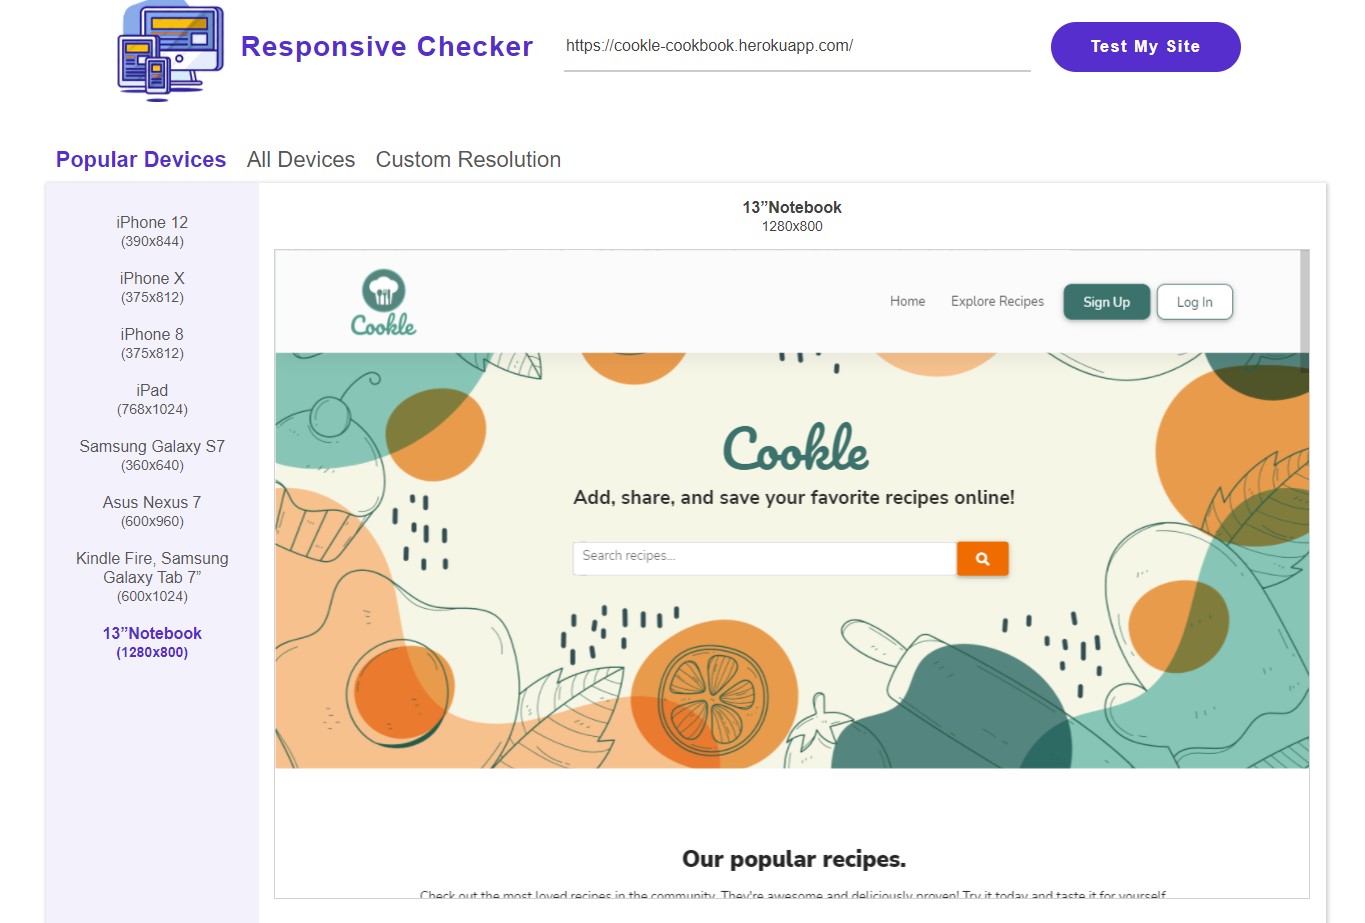 Responsive Checker
https://cookle-cookbook.herokuapp.com/
Test My Site
Popular Devices
All Devices
Custom Resolution
iPhone 12
(390x844)
iPhone X
(375x812)
iPhone 8
(375x812)
iPad
(768x1024)
Samsung Galaxy S7
(360x640)
Asus Nexus 7
(600x960)
Kindle Fire, Samsung
Galaxy Tab 7”
(600x1024)
13”Notebook
(1280x800)
13”Notebook
1280x800
Cookle
Home
Explore Recipes
Sign Up
Log In
Cookle
Add, share, and save your favorite recipes online!
Search recipes...
Our popular recipes.
Check out the most loved recipes in the community. They're awesome and deliciously proven! Try it today and taste it for yourself